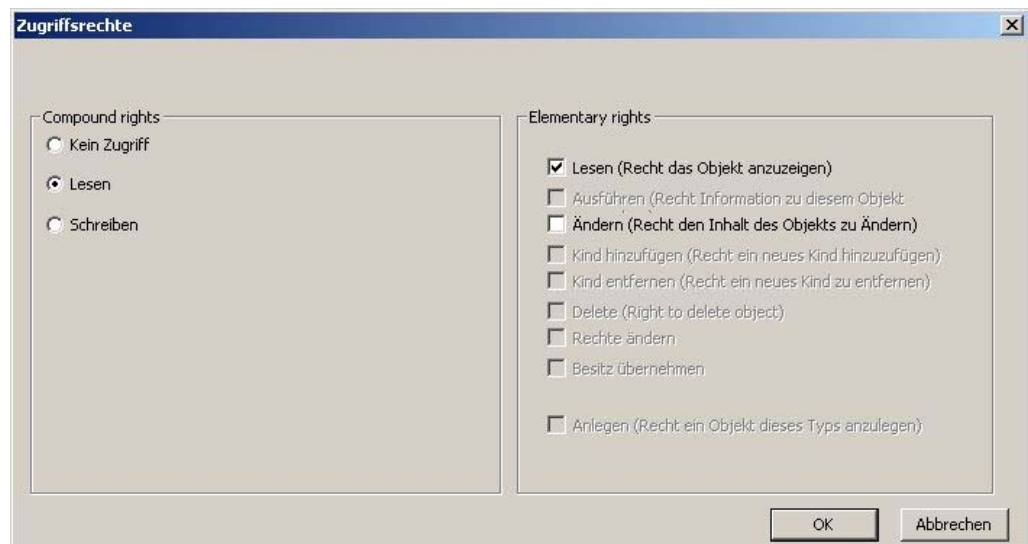 Zugriffsrechte
Compound rights
Kein Zugriff
Lesen
Schreiben
Elementary rights
Lesen (Recht das Objekt anzuzeigen)
Ausführen (Recht Information zu diesem Objekt
Ändern (Recht den Inhalt des Objekts zu Ändern)
Kind hinzufügen (Recht ein neues Kind hinzuzufügen)
Kind entfernen (Recht ein neues Kind zu entfernen)
Delete (Right to delete object)
Rechte ändern
Besitz übernehmen
Anlegen (Recht ein Objekt dieses Typs anzulegen)
OK
Abbrechen